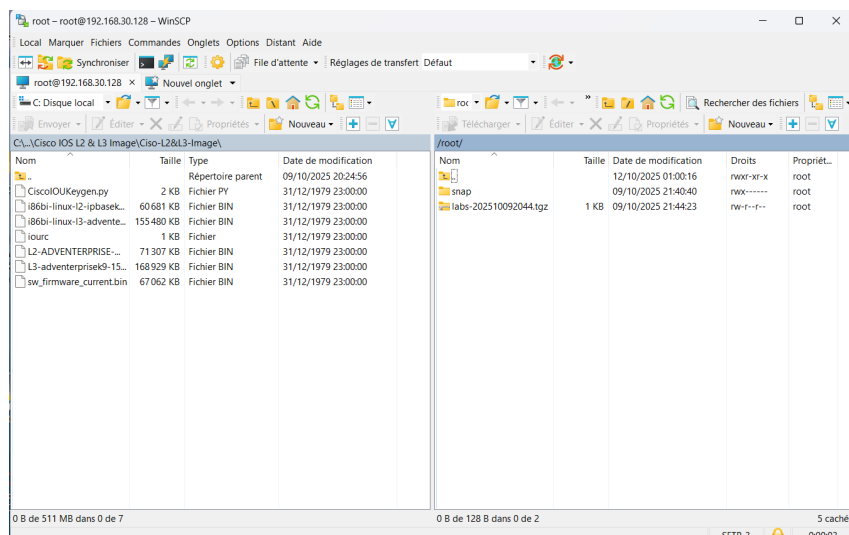 root – root@192.168.30.128 – WinSCP
Local Marquer Fichiers Commandes Onglets Options Distant Aide
Synchroniser File d'attente Réglages de transfert Défaut
root@192.168.30.128 × Nouvel onglet
C: Disque local
Envoyer Éditer Propriétés Nouveau
C:\...\Cisco IOS L2 & L3 Image\Ciso-L2&L3-Image\
Nom Taille Type Date de modification
.. Répertoire parent 09/10/2025 20:24:56
CiscoIOUKeygen.py 2 KB Fichier PY 31/12/1979 23:00:00
i86bi-linux-l2-ipbasek... 60 681 KB Fichier BIN 31/12/1979 23:00:00
i86bi-linux-l3-advente... 155 480 KB Fichier BIN 31/12/1979 23:00:00
iourc 1 KB Fichier 31/12/1979 23:00:00
L2-ADVENTERPRISE-... 71 307 KB Fichier BIN 31/12/1979 23:00:00
L3-adventerprisek9-15... 168 929 KB Fichier BIN 31/12/1979 23:00:00
sw_firmware_current.bin 67 062 KB Fichier BIN 31/12/1979 23:00:00
0 B de 511 MB dans 0 de 7
roc Rechercher des fichiers
Télécharger Éditer Propriétés Nouveau
/root/
Nom Taille Date de modification Droits Propriét...
.. 12/10/2025 01:00:16 rwxr-xr-x root
snap 09/10/2025 21:40:40 rwx------ root
labs-202510092044.tgz 1 KB 09/10/2025 21:44:23 rw-r--r-- root
0 B de 128 B dans 0 de 2 5 caché
SFTP-3 0:00:02